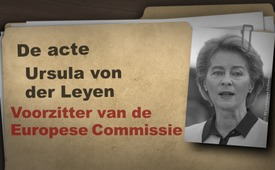 De acte
Ursula von
der Leyen
Voorzitter van de
Europese Commissie